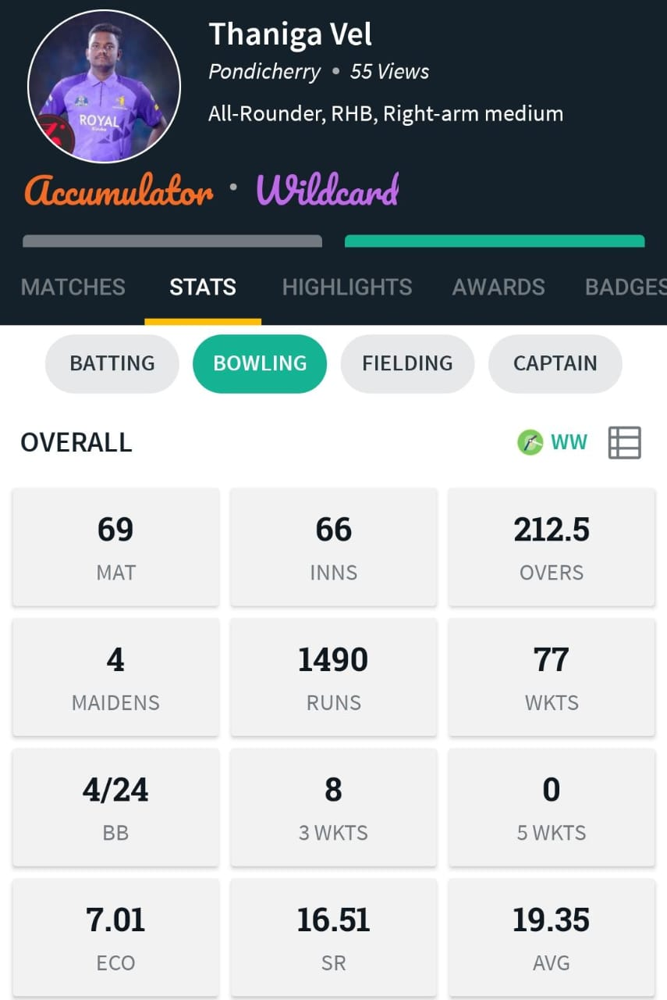 Thaniga Vel
Pondicherry • 55 Views
All-Rounder, RHB, Right-arm medium
ROYAL
Accumulator • Wildcard
MATCHES STATS HIGHLIGHTS AWARDS BADGES
BATTING BOWLING FIELDING CAPTAIN
OVERALL WW
69 66 212.5
MAT INNS OVERS
4 1490 77
MAIDENS RUNS WKTS
4/24 8 0
BB 3 WKTS 5 WKTS
7.01 16.51 19.35
ECO SR AVG